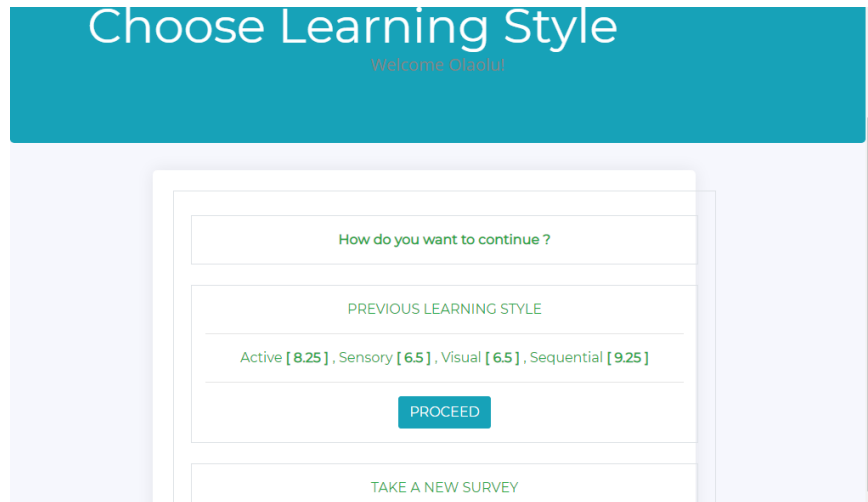 Choose Learning Style
Welcome Olaolu!
How do you want to continue ?
PREVIOUS LEARNING STYLE
Active [ 8.25 ] , Sensory [ 6.5 ] , Visual [ 6.5 ] , Sequential [ 9.25 ]
PROCEED
TAKE A NEW SURVEY